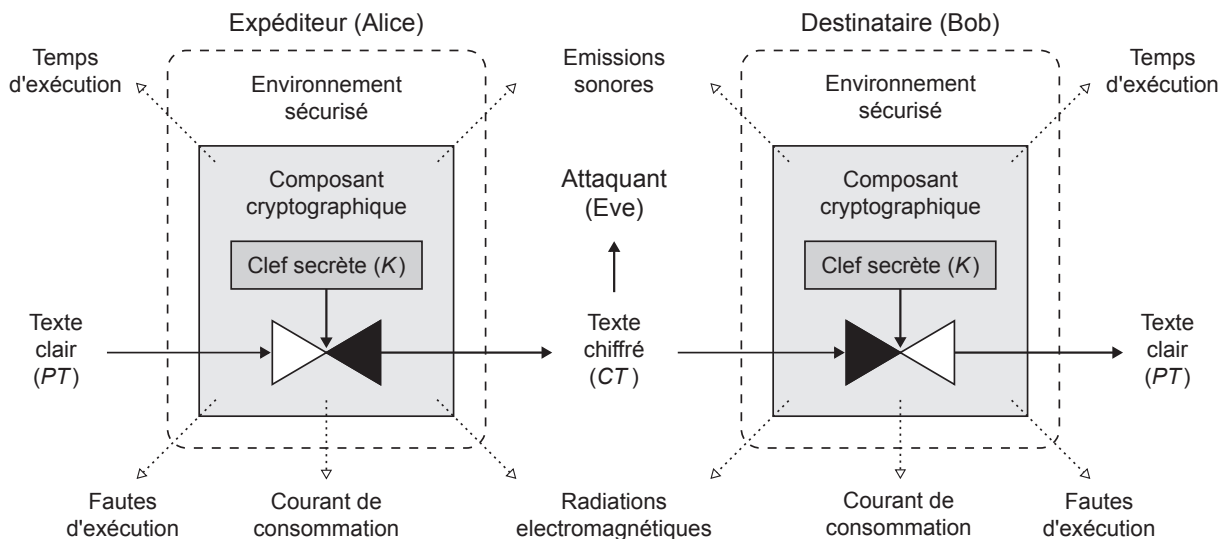 Expéditeur (Alice)
Destinataire (Bob)
Temps
d'exécution
Environnement
sécurisé
Emissions
sonores
Environnement
sécurisé
Temps
d'exécution
Composant
cryptographique
Attaquant
(Eve)
Composant
cryptographique
Clef secrète (K)
Clef secrète (K)
Texte
clair
(PT)
Texte
chiffré
(CT)
Texte
clair
(PT)
Fautes
d'exécution
Courant de
consommation
Radiations
electromagnétiques
Courant de
consommation
Fautes
d'exécution